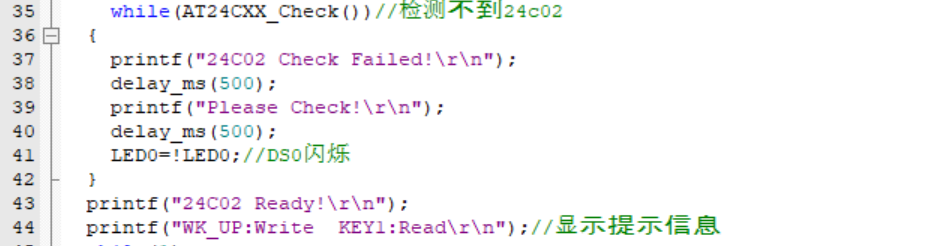 35 while(AT24CXX_Check())//检测不到24c02
36 {
37 printf("24C02 Check Failed!\r\n");
38 delay_ms(500);
39 printf("Please Check!\r\n");
40 delay_ms(500);
41 LED0=!LED0;//DS0闪烁
42 }
43 printf("24C02 Ready!\r\n");
44 printf("WK_UP:Write  KEY1:Read\r\n");//显示提示信息